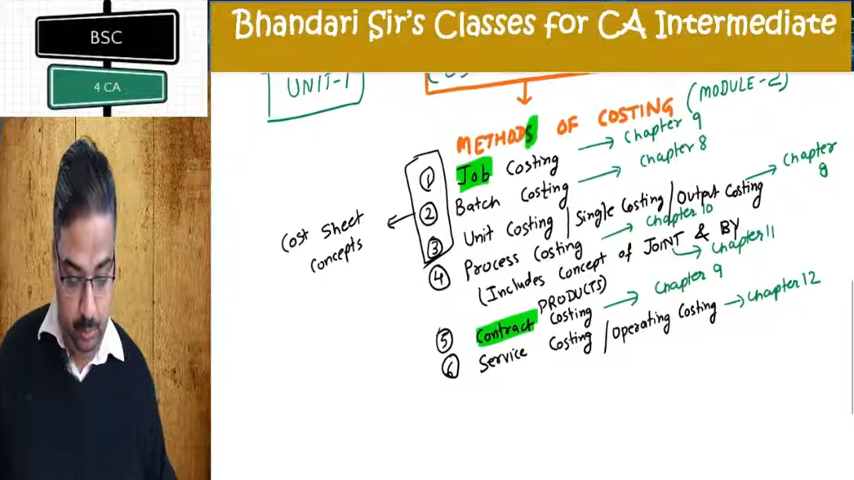 BSC
4 CA
Bhandari Sir's Classes for CA Intermediate
UNIT-1
METHODS OF COSTING (MODULE-2)
① Job Costing → Chapter 9
② Batch Costing → Chapter 8
③ Unit Costing / Single Costing / Output Costing → Chapter 8
Cost Sheet Concepts
④ Process Costing → Chapter 10
(Includes Concept of JOINT & BY PRODUCTS) → Chapter 11
⑤ Contract Costing → Chapter 9
⑥ Service Costing / Operating Costing → Chapter 12